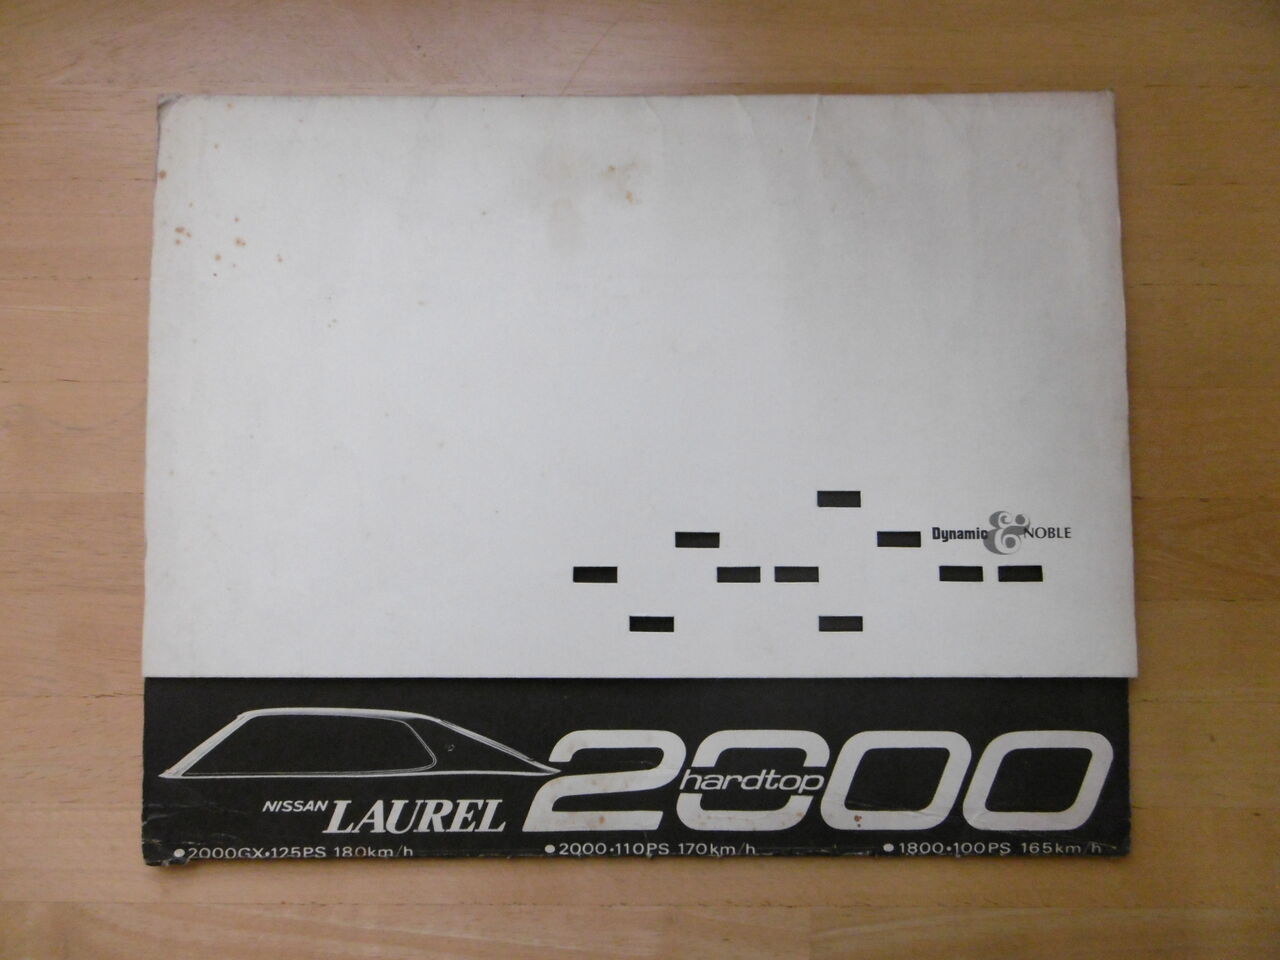 Dynamic & NOBLE
2000
hardtop
NISSAN LAUREL
●2000GX・125PS 180km/h ●2000・110PS 170km/h ●1800・100PS 165km/h